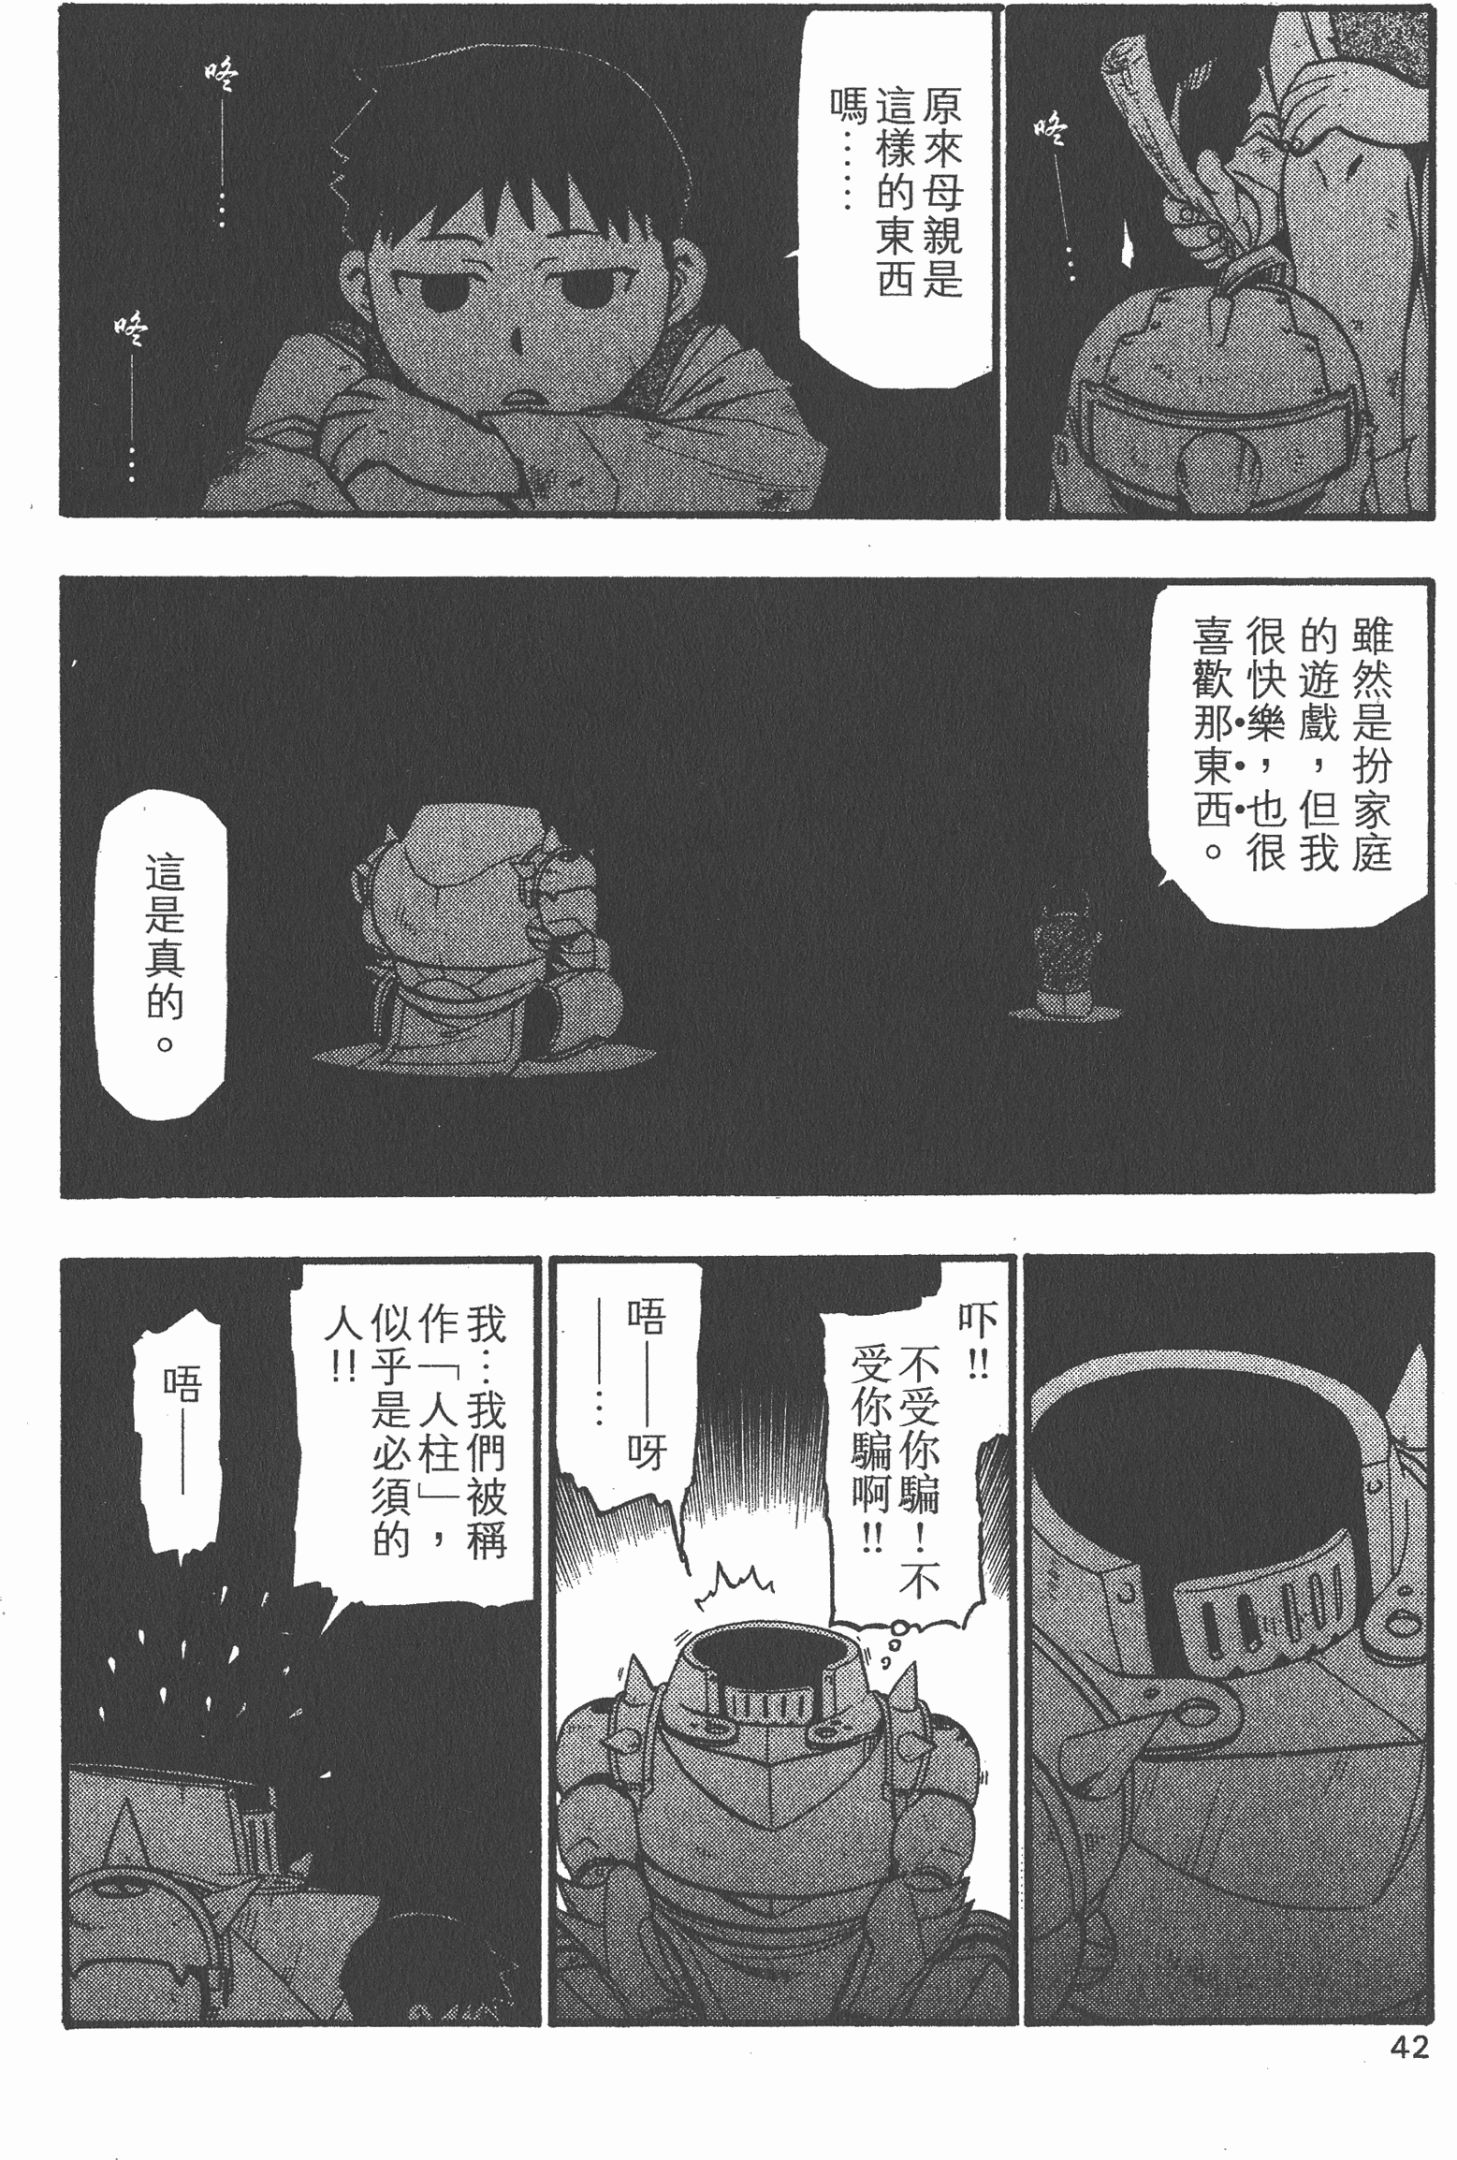 咚……
原來母親是
這樣的東西
嗎……
咚……
咚……
雖然是扮家庭
的遊戲，但我
很快樂，也很
喜歡那東西。
這是真的。
吓!!
不受你騙！不
受你騙啊!!
唔——呀
——…
我…我們被稱
作「人柱」，
似乎是必須的
人!!
唔——
42